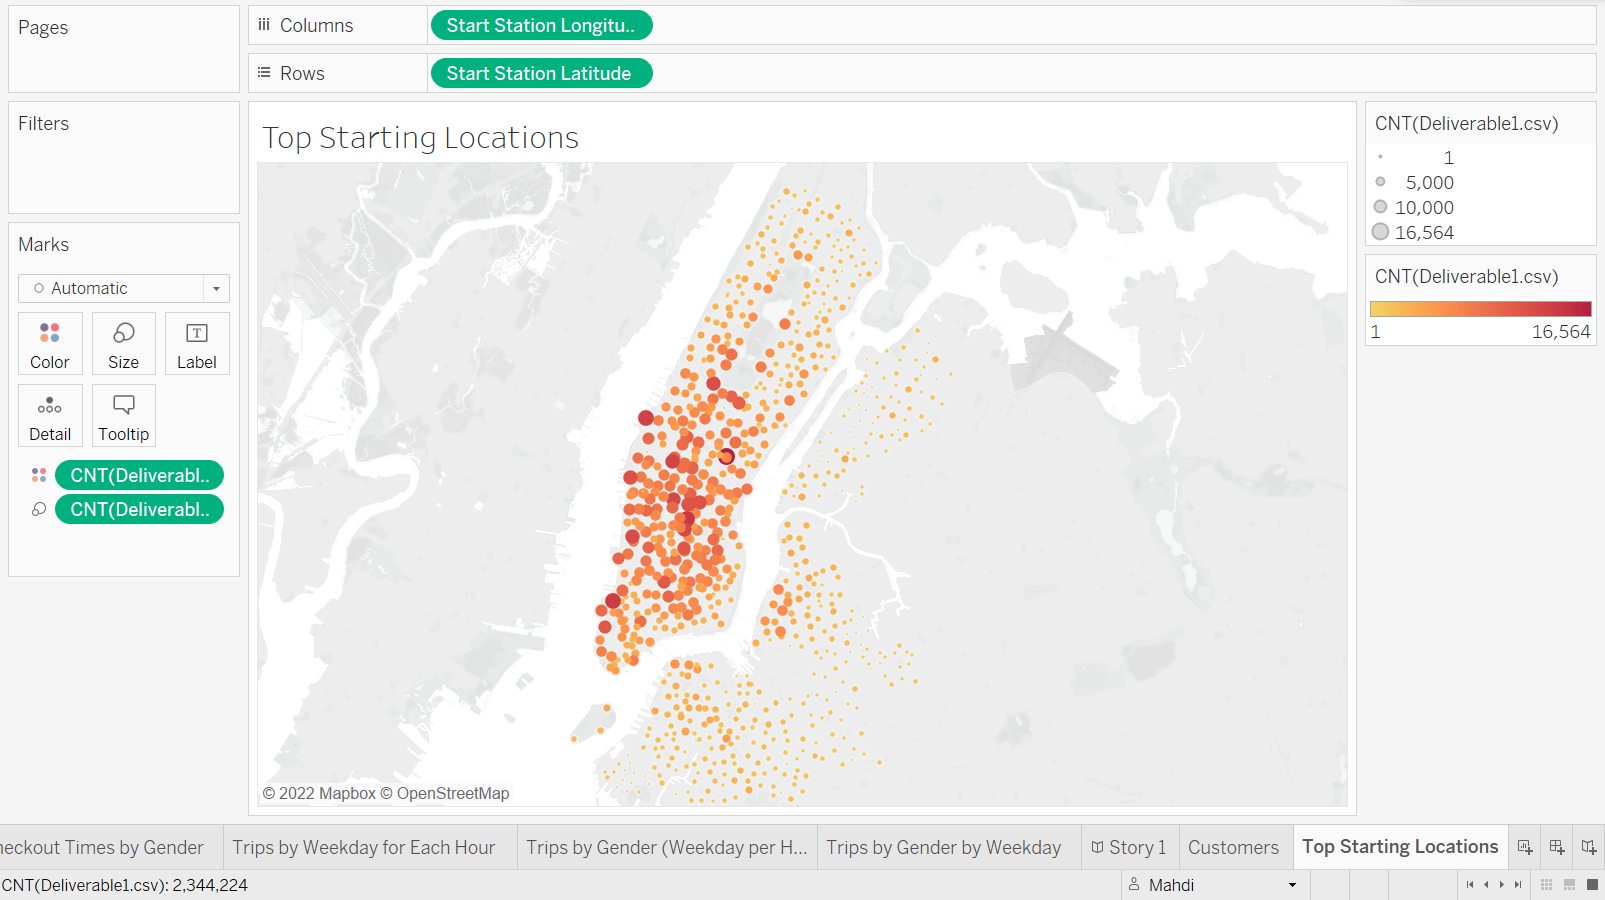 Pages
Columns
Start Station Longitu..
Rows
Start Station Latitude
Filters
Marks
Automatic
Color
Size
Label
Detail
Tooltip
CNT(Deliverabl..
CNT(Deliverabl..
Top Starting Locations
© 2022 Mapbox © OpenStreetMap
CNT(Deliverable1.csv)
1
5,000
10,000
16,564
CNT(Deliverable1.csv)
1 16,564
heckout Times by Gender
Trips by Weekday for Each Hour
Trips by Gender (Weekday per H...
Trips by Gender by Weekday
Story 1
Customers
Top Starting Locations
CNT(Deliverable1.csv): 2,344,224
Mahdi